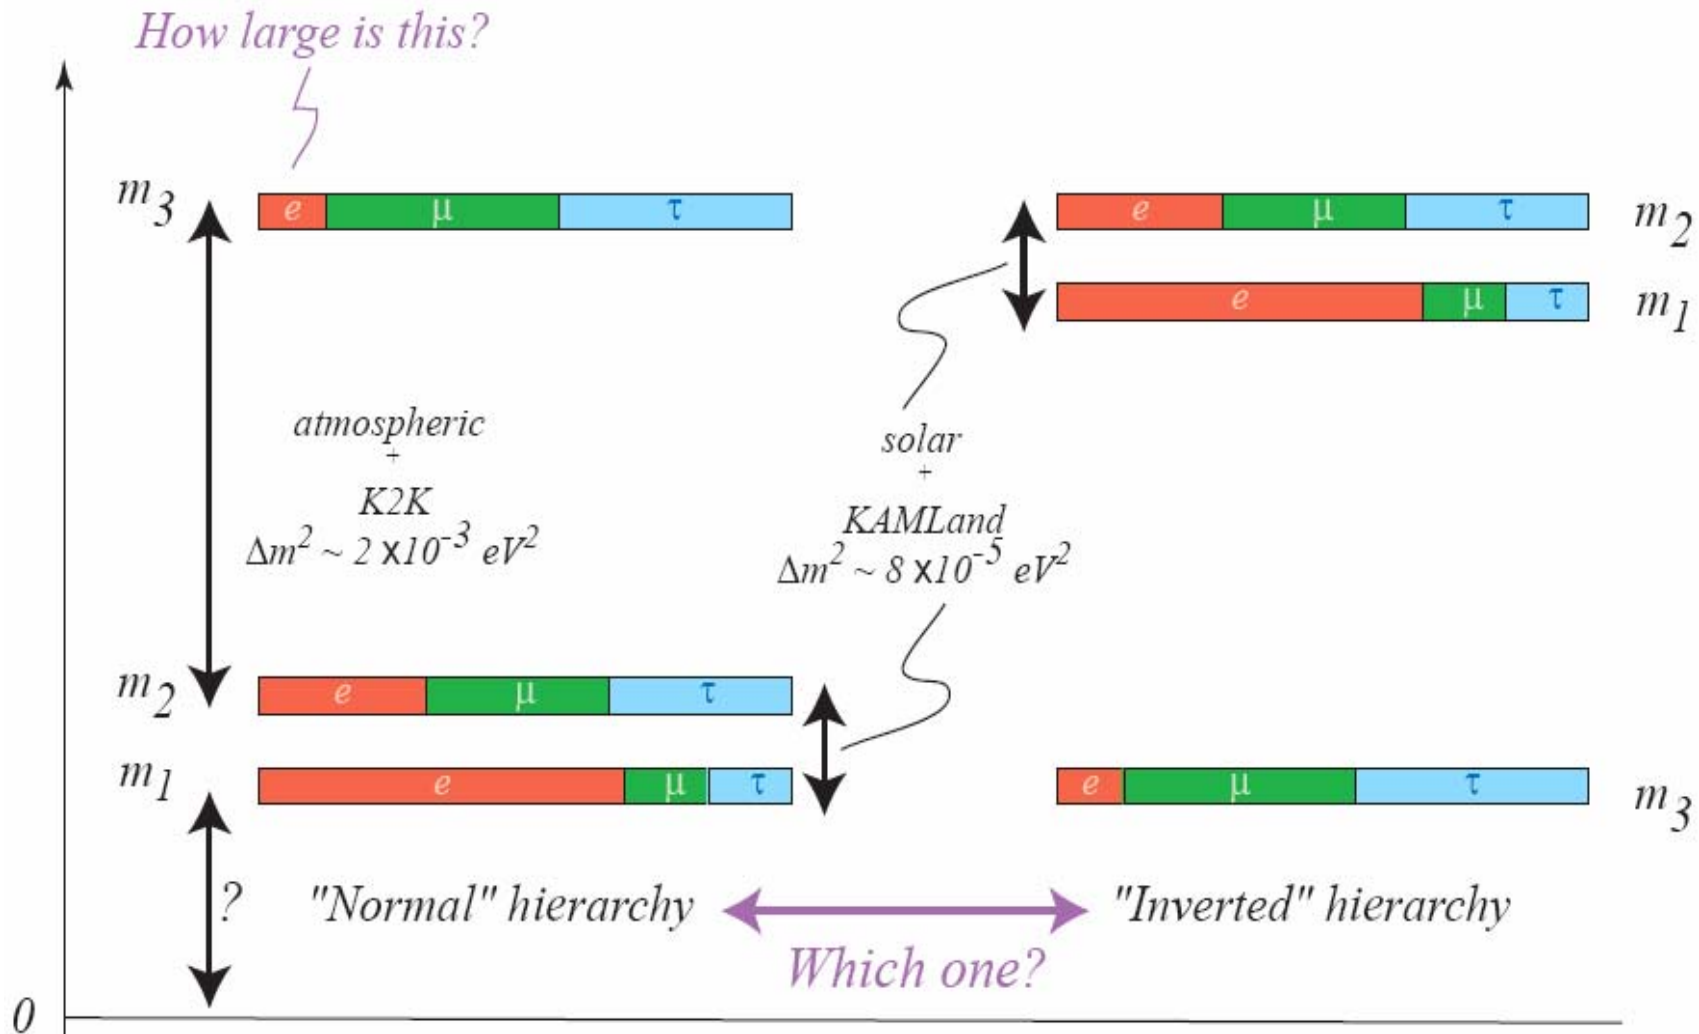 How large is this?
m3
e μ τ
e μ τ
m2
e μ τ
m1
atmospheric
+
K2K
Δm² ~ 2 x10⁻³ eV²
solar
+
KAMLand
Δm² ~ 8 x10⁻⁵ eV²
m2
e μ τ
m1
e μ τ
e μ τ
m3
?
"Normal" hierarchy
"Inverted" hierarchy
Which one?
0